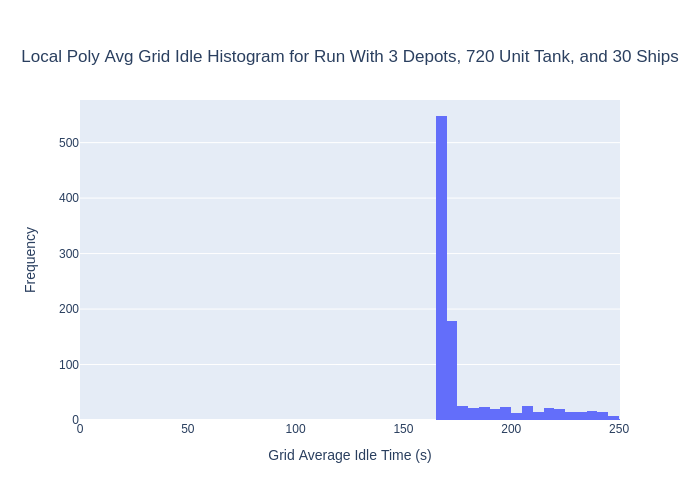 Local Poly Avg Grid Idle Histogram for Run With 3 Depots, 720 Unit Tank, and 30 Ships
Frequency
500
400
300
200
100
0
0 50 100 150 200 250
Grid Average Idle Time (s)